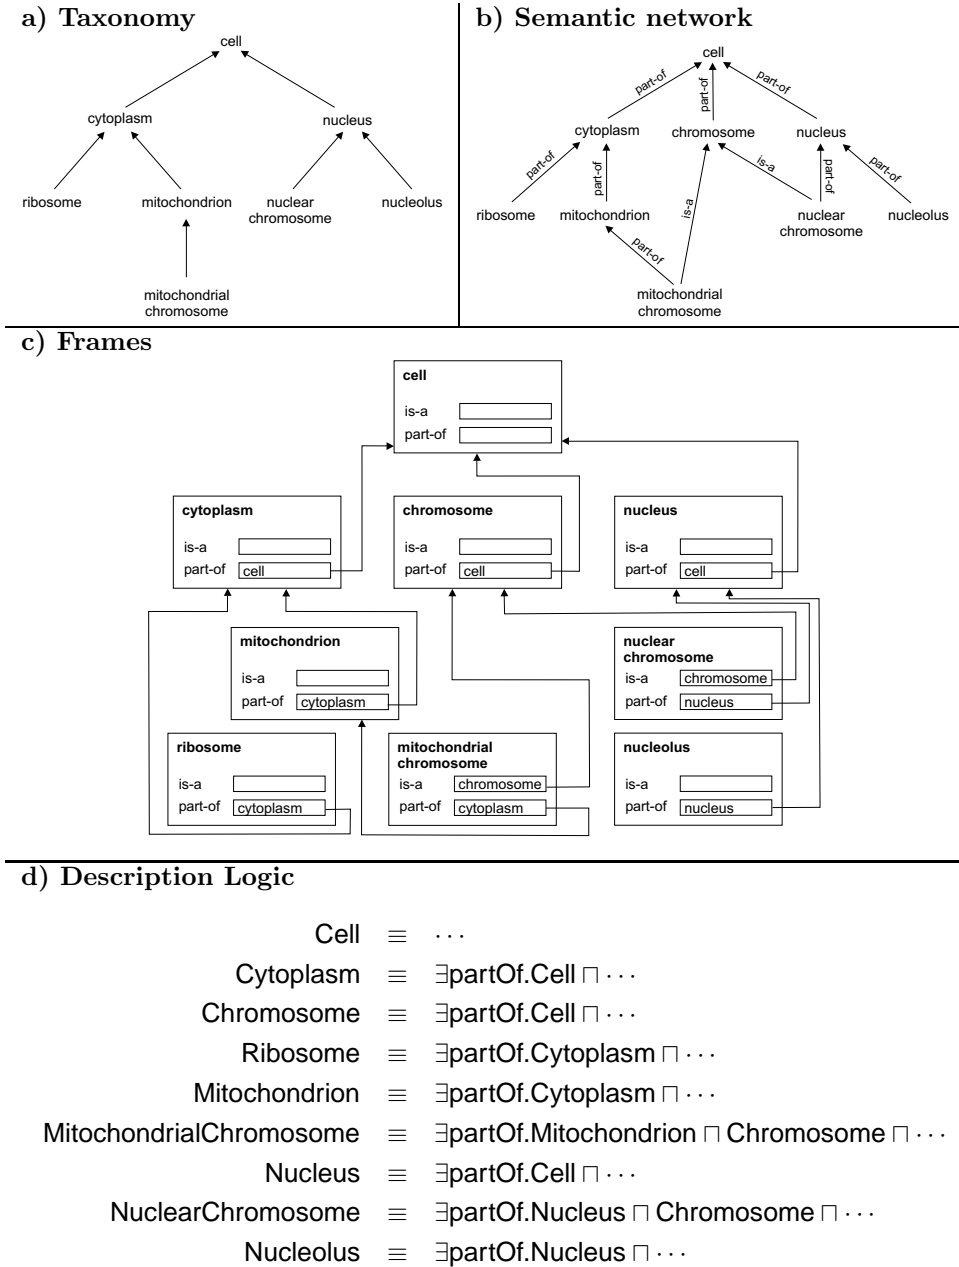 a) Taxonomy
cell
cytoplasm
nucleus
ribosome
mitochondrion
nuclear
chromosome
nucleolus
mitochondrial
chromosome
b) Semantic network
cell
part-of
part-of
part-of
cytoplasm
chromosome
nucleus
part-of
part-of
is-a
is-a
part-of
part-of
ribosome
mitochondrion
nuclear
chromosome
nucleolus
part-of
mitochondrial
chromosome
c) Frames
cell
is-a
part-of
cytoplasm
is-a
part-of cell
chromosome
is-a
part-of cell
nucleus
is-a
part-of cell
mitochondrion
is-a
part-of cytoplasm
nuclear
chromosome
is-a chromosome
part-of nucleus
ribosome
is-a
part-of cytoplasm
mitochondrial
chromosome
is-a chromosome
part-of cytoplasm
nucleolus
is-a
part-of nucleus
d) Description Logic
Cell ≡ ···
Cytoplasm ≡ ∃partOf.Cell ⊓ ···
Chromosome ≡ ∃partOf.Cell ⊓ ···
Ribosome ≡ ∃partOf.Cytoplasm ⊓ ···
Mitochondrion ≡ ∃partOf.Cytoplasm ⊓ ···
MitochondrialChromosome ≡ ∃partOf.Mitochondrion ⊓ Chromosome ⊓ ···
Nucleus ≡ ∃partOf.Cell ⊓ ···
NuclearChromosome ≡ ∃partOf.Nucleus ⊓ Chromosome ⊓ ···
Nucleolus ≡ ∃partOf.Nucleus ⊓ ···